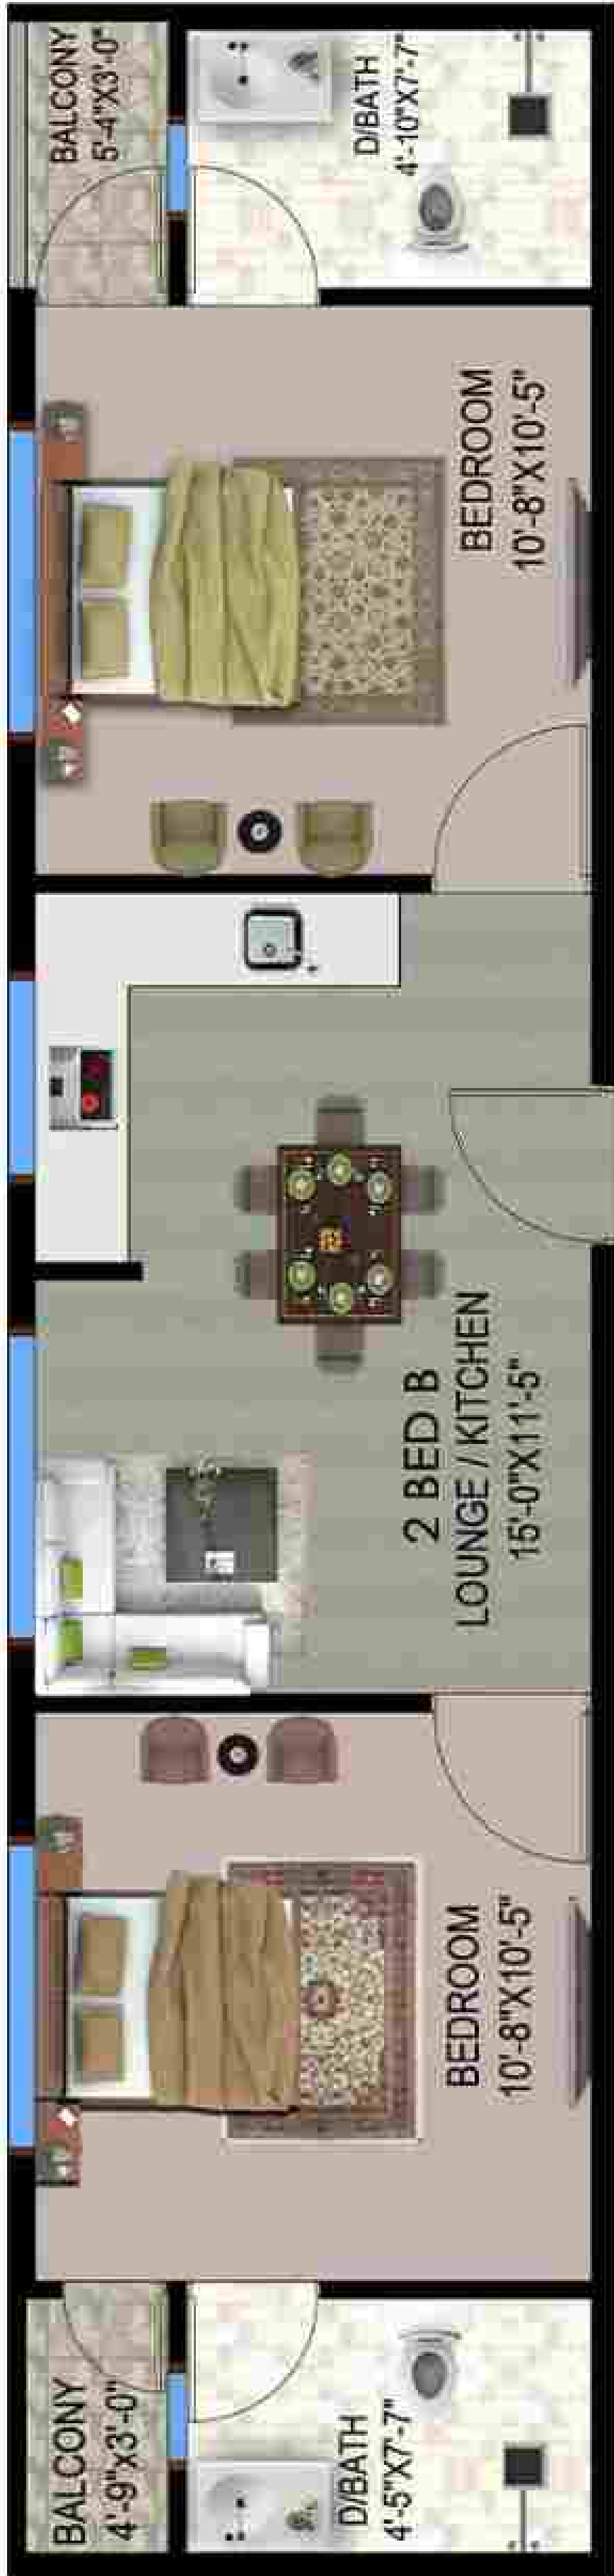 BALCONY
5'-4"X3'-0"
D/BATH
4'-10"X7'-7"
BEDROOM
10'-8"X10'-5"
2 BED B
LOUNGE / KITCHEN
15'-0"X11'-5"
BEDROOM
10'-8"X10'-5"
BALCONY
4'-9"x3'-0"
D/BATH
4'-5"X7'-7"